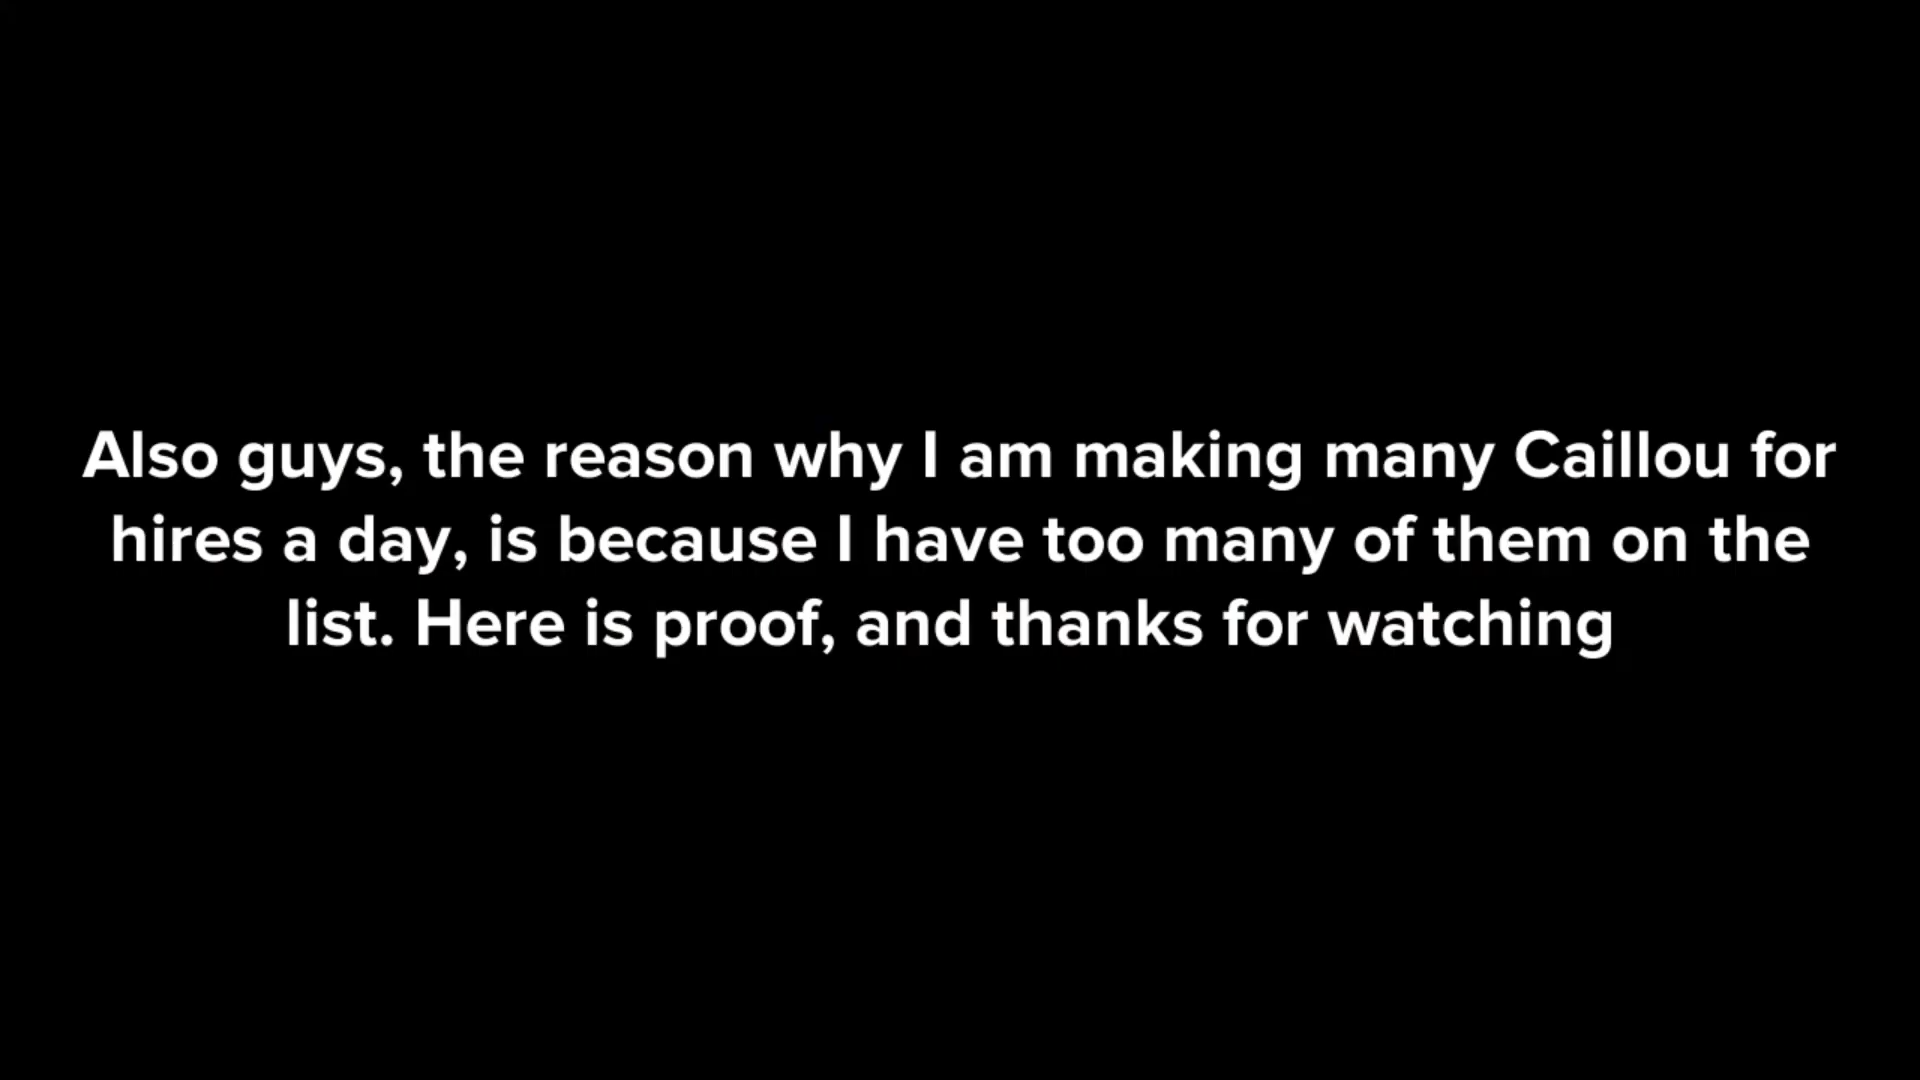 Also guys, the reason why I am making many Caillou for
hires a day, is because I have too many of them on the
list. Here is proof, and thanks for watching